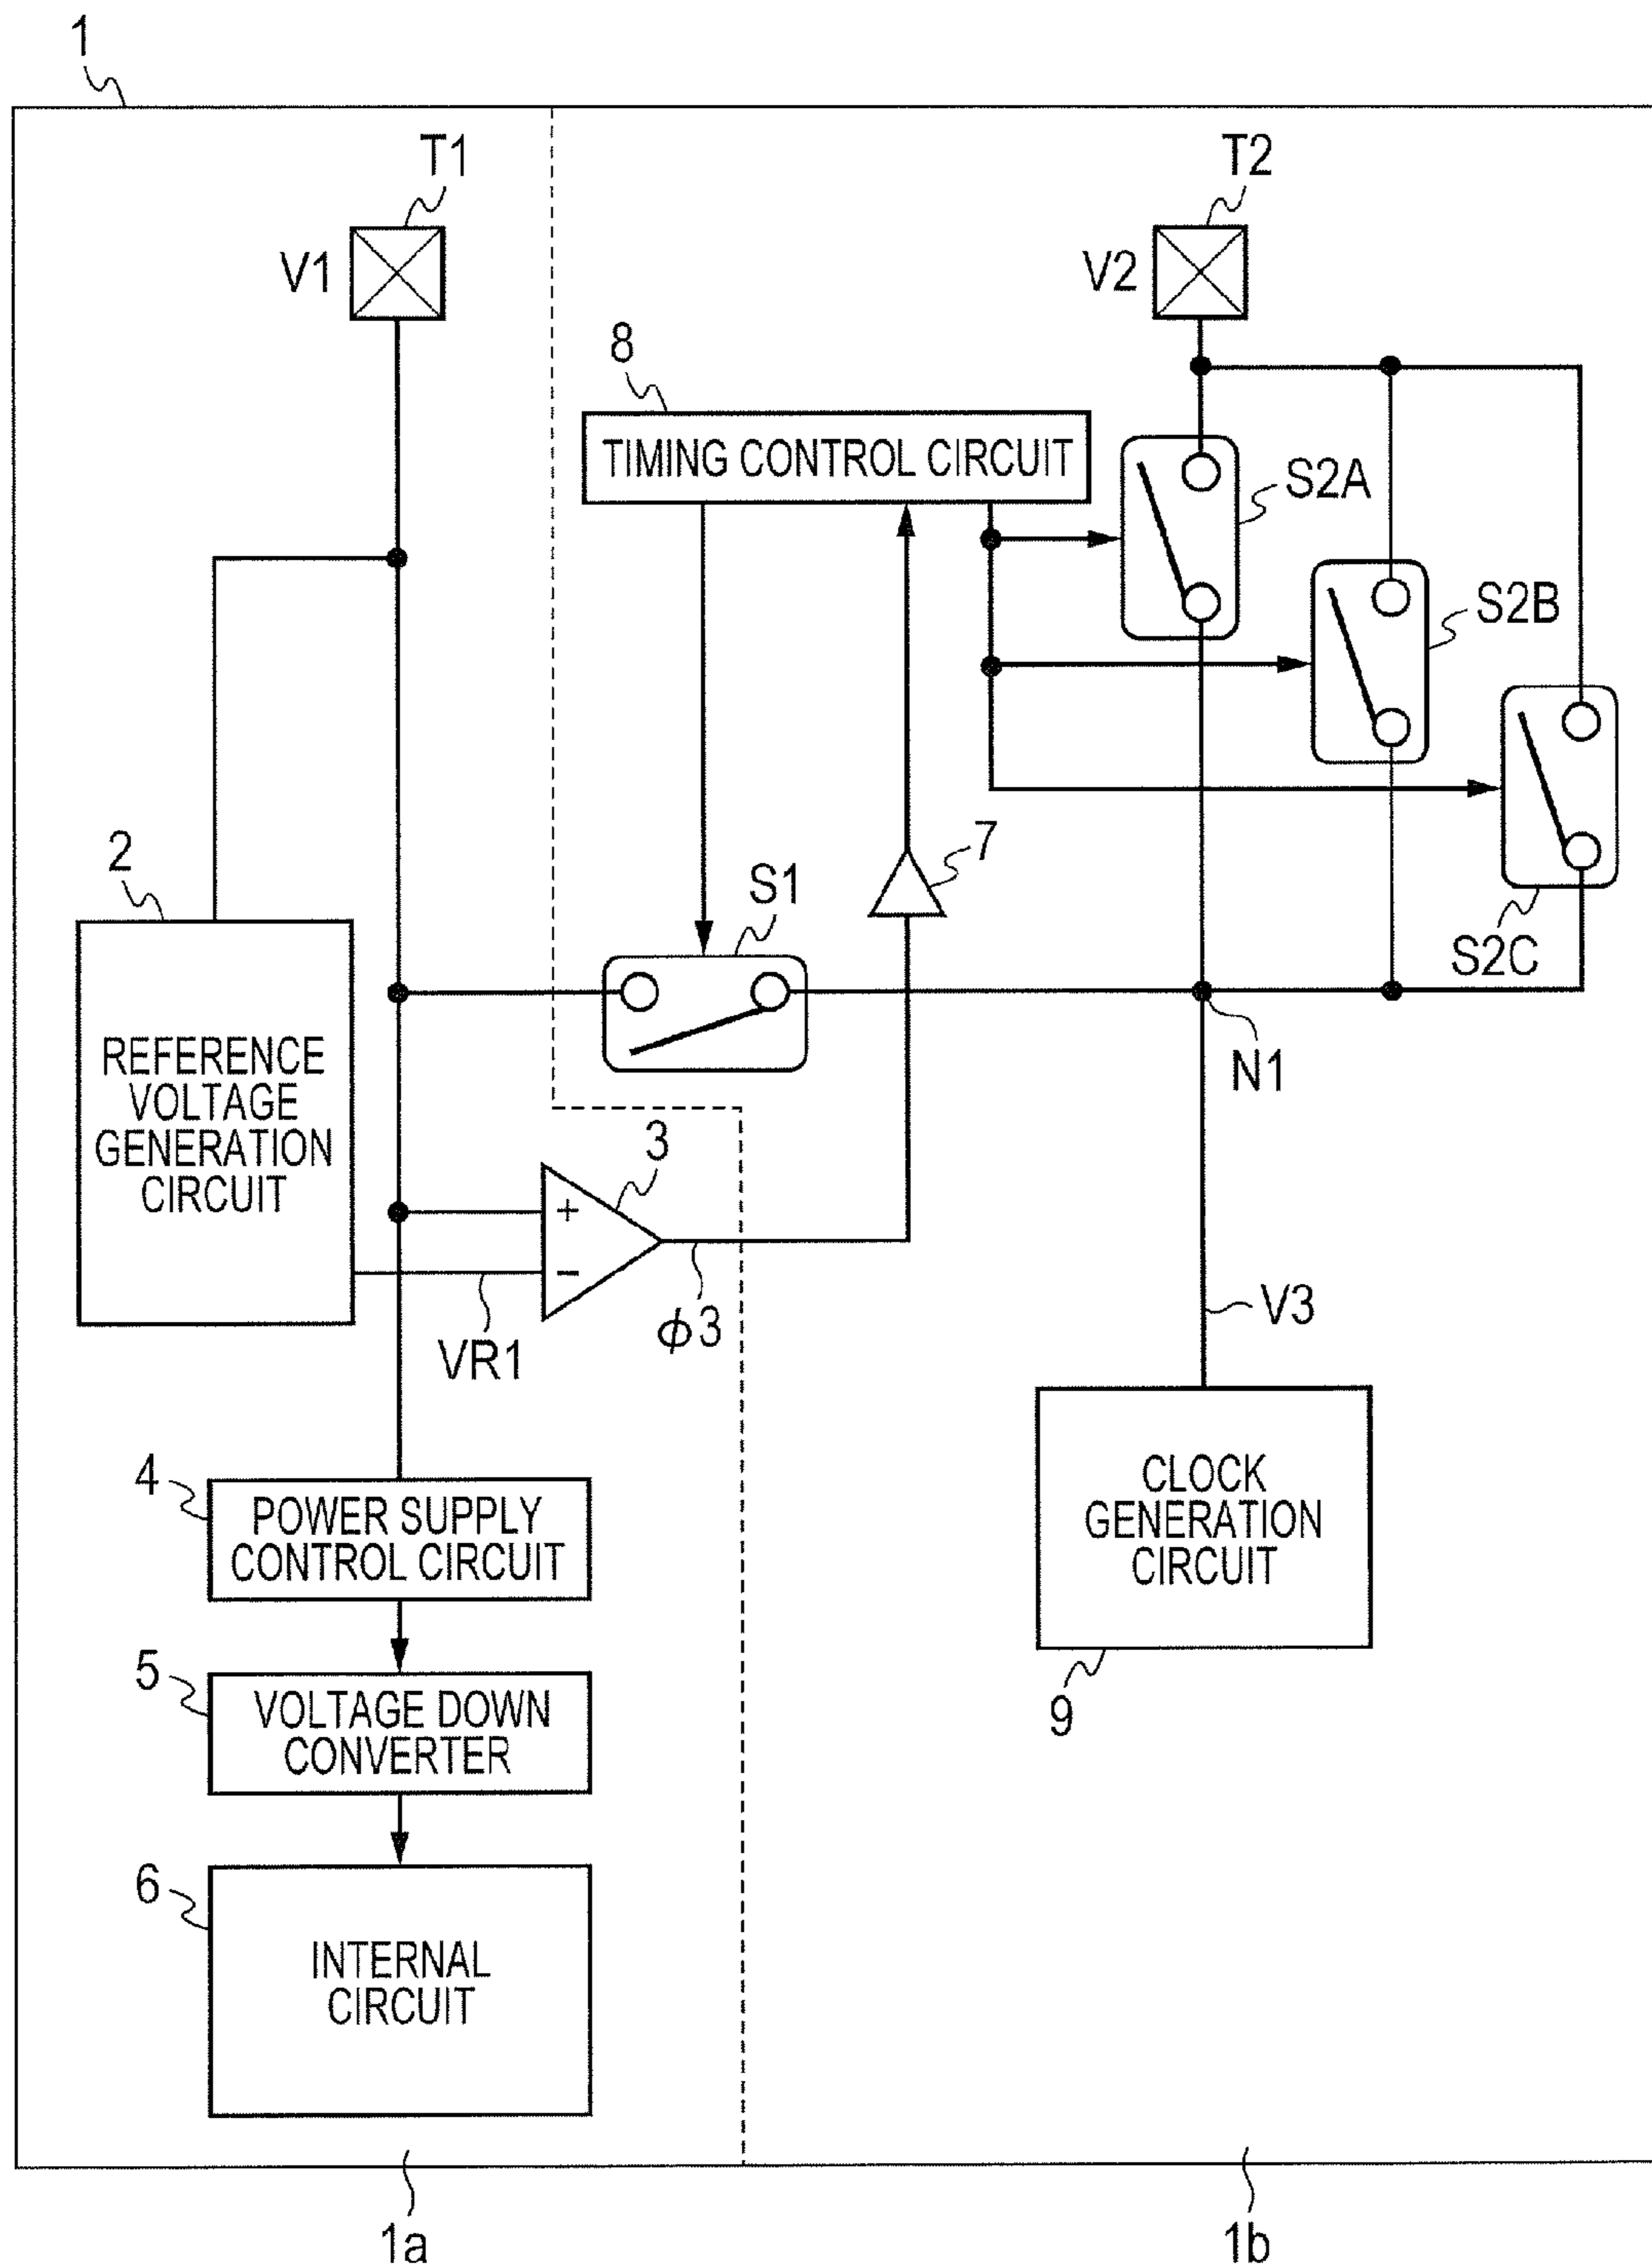 1
T1
T2
V1
V2
8
TIMING CONTROL CIRCUIT
S2A
S2B
2
S1
7
S2C
REFERENCE
VOLTAGE
GENERATION
CIRCUIT
N1
3
+
−
VR1
ϕ3
V3
4
POWER SUPPLY
CONTROL CIRCUIT
CLOCK
GENERATION
CIRCUIT
5
VOLTAGE DOWN
CONVERTER
9
6
INTERNAL
CIRCUIT
1a
1b